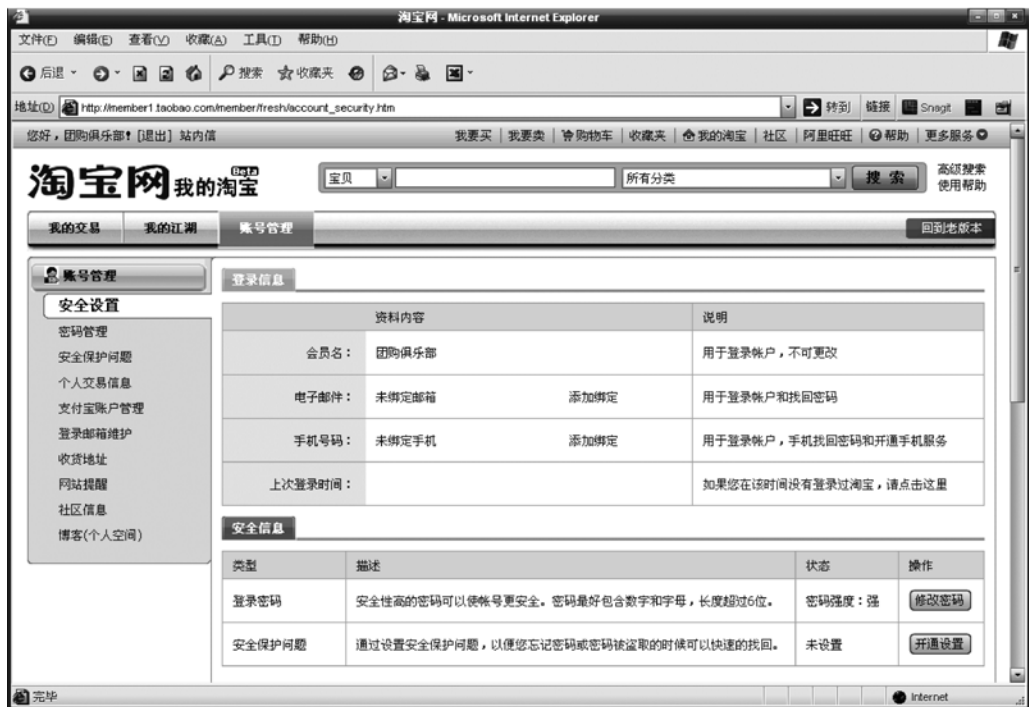 淘宝网 - Microsoft Internet Explorer
文件(F) 编辑(E) 查看(V) 收藏(A) 工具(T) 帮助(H)
后退 搜索 收藏夹
地址(D) http://member1.taobao.com/member/fresh/account_security.htm 转到 链接 SnagIt
您好，团购俱乐部! [退出] 站内信 我要买 | 我要卖 | 购物车 | 收藏夹 | 我的淘宝 | 社区 | 阿里旺旺 | 帮助 | 更多服务
淘宝网 我的淘宝 Beta 宝贝 所有分类 搜索 高级搜索
使用帮助
我的交易 我的江湖 账号管理 回到老版本
账号管理
安全设置
密码管理
安全保护问题
个人交易信息
支付宝账户管理
登录邮箱维护
收货地址
网站提醒
社区信息
博客(个人空间)
登录信息
资料内容 说明
会员名： 团购俱乐部 用于登录帐户，不可更改
电子邮件： 未绑定邮箱 添加绑定 用于登录帐户和找回密码
手机号码： 未绑定手机 添加绑定 用于登录帐户，手机找回密码和开通手机服务
上次登录时间： 如果您在该时间没有登录过淘宝，请点击这里
安全信息
类型 描述 状态 操作
登录密码 安全性高的密码可以使帐号更安全。密码最好包含数字和字母，长度超过6位。 密码强度：强 修改密码
安全保护问题 通过设置安全保护问题，以便您忘记密码或密码被盗取的时候可以快速的找回。 未设置 开通设置
完毕 Internet